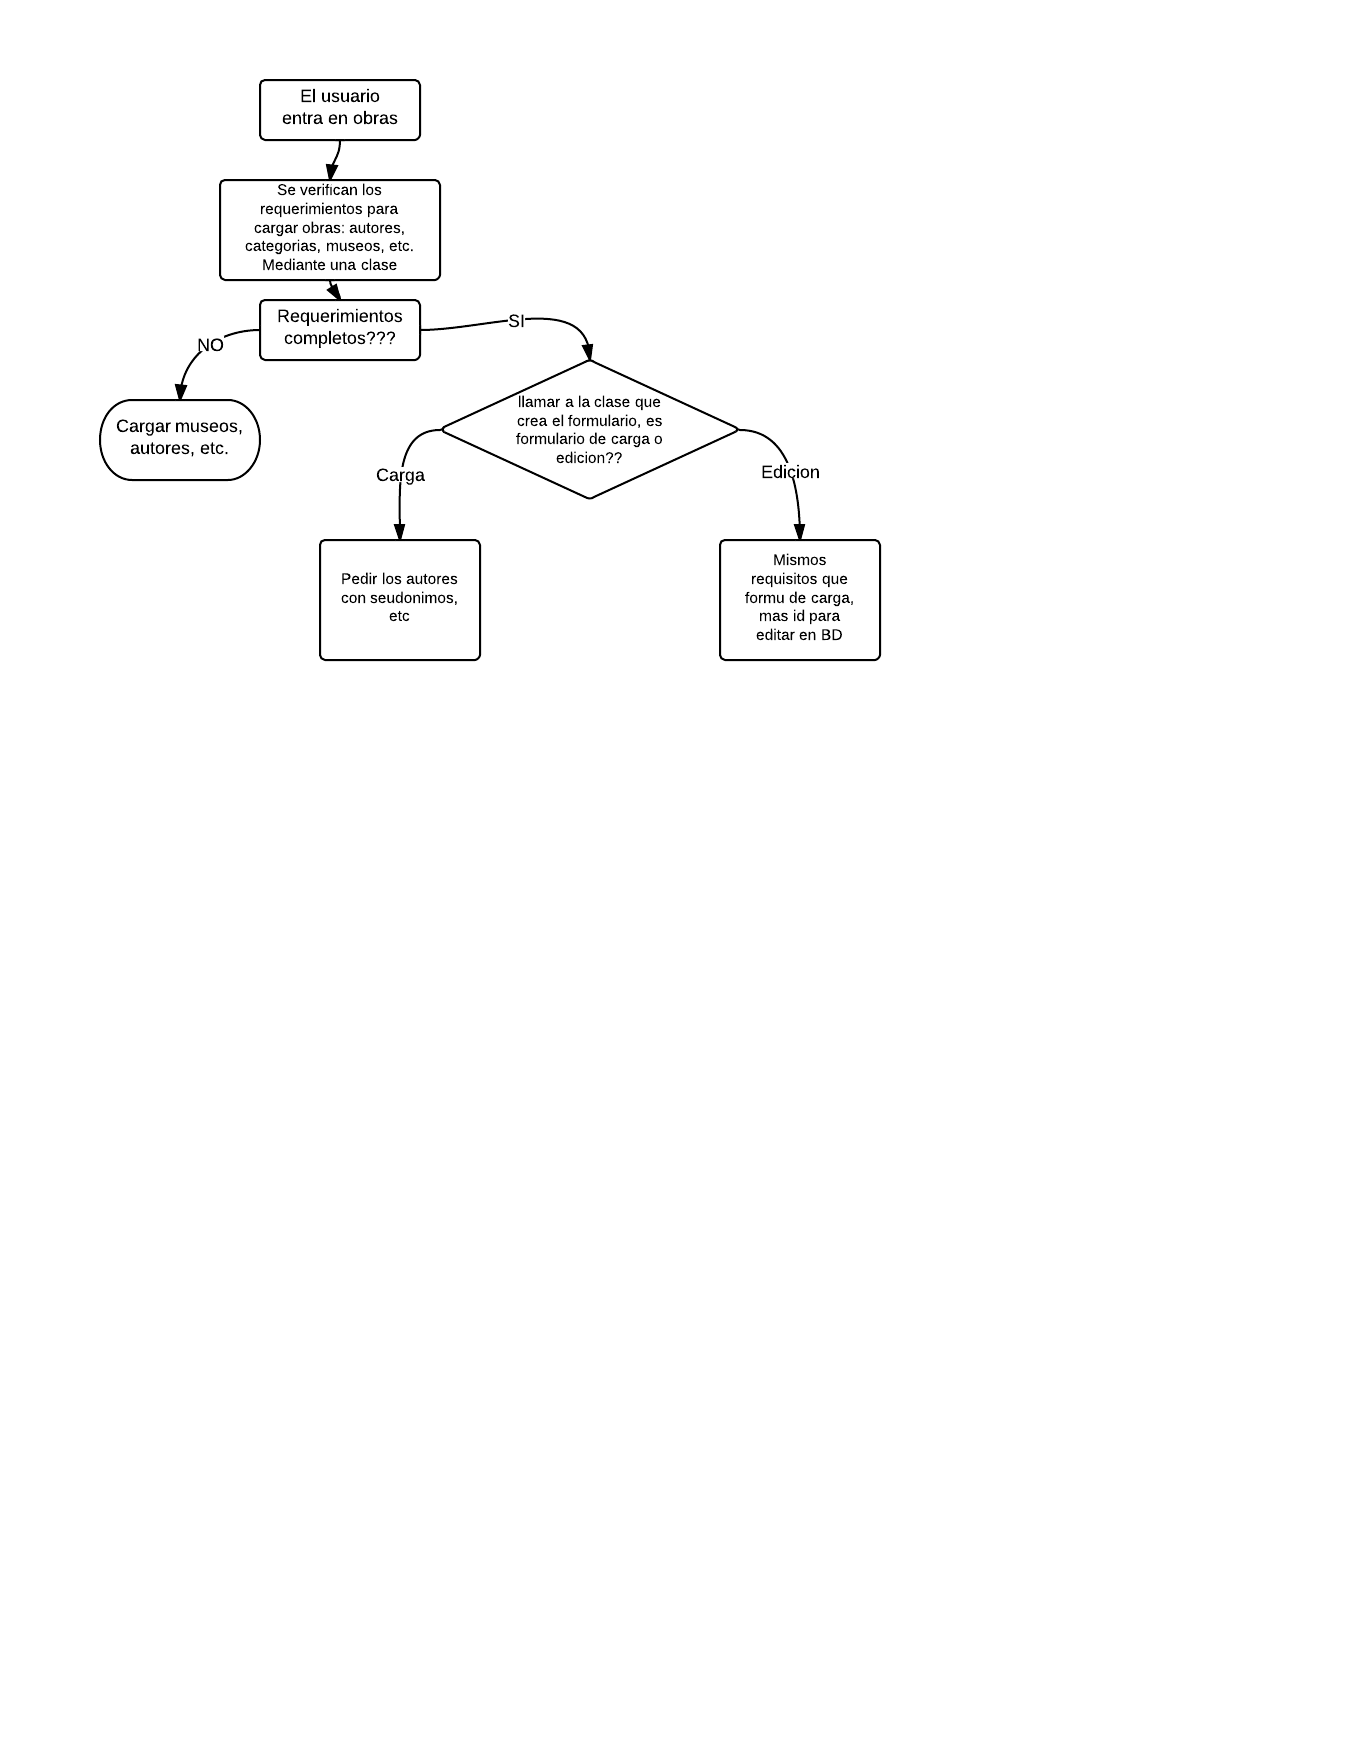 El usuario
entra en obras
Se verifican los
requerimientos para
cargar obras: autores,
categorias, museos, etc.
Mediante una clase
Requerimientos
completos???
SI
NO
llamar a la clase que
crea el formulario, es
formulario de carga o
edicion??
Cargar museos,
autores, etc.
Carga
Edicion
Pedir los autores
con seudonimos,
etc
Mismos
requisitos que
formu de carga,
mas id para
editar en BD